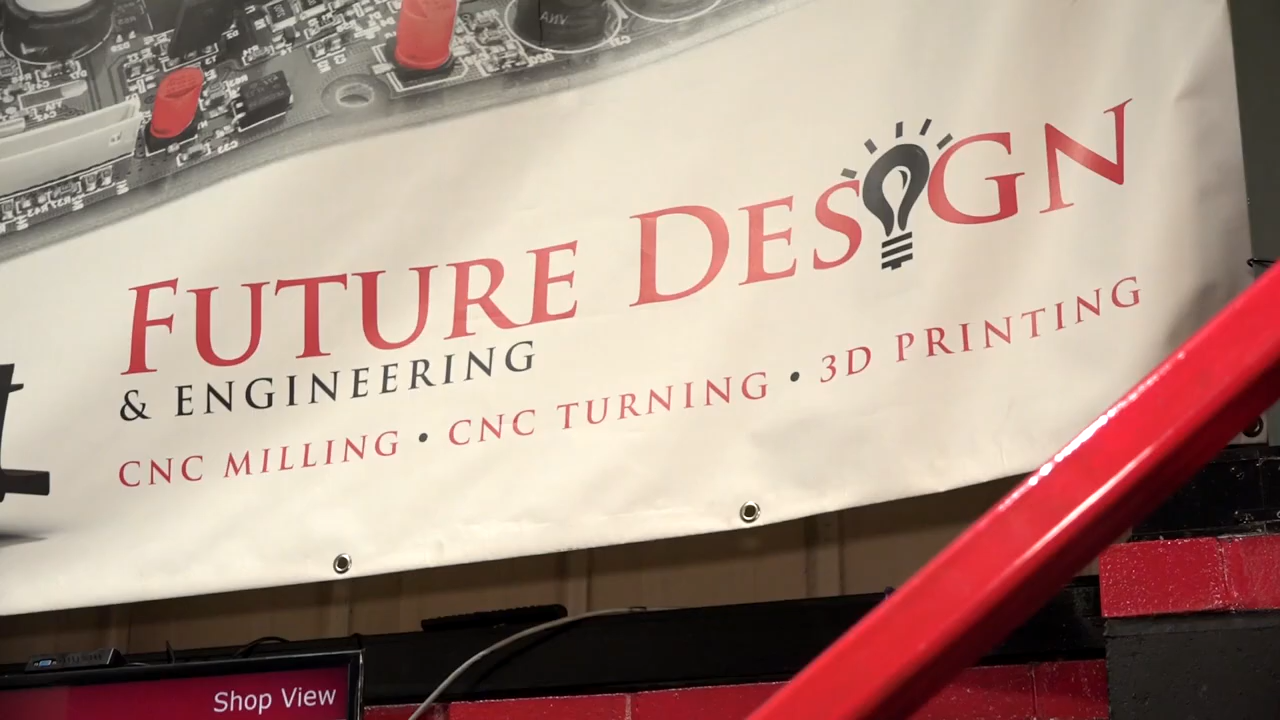 FUTURE DESIGN
& ENGINEERING
CNC MILLING • CNC TURNING • 3D PRINTING
Shop View